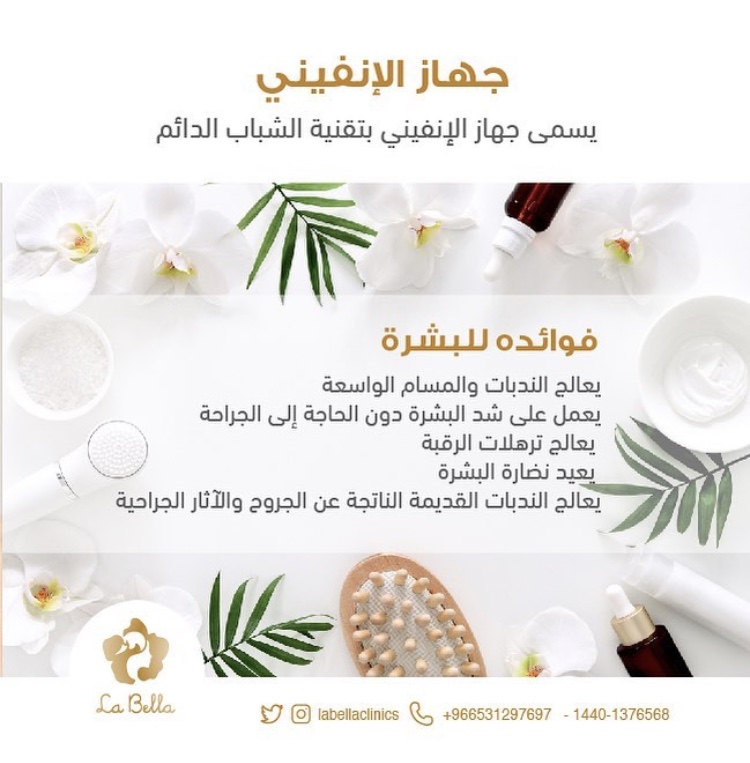 جهاز الإنفيني
يسمى جهاز الإنفيني بتقنية الشباب الدائم
فوائده للبشرة
يعالج الندبات والمسام الواسعة
يعمل على شد البشرة دون الحاجة إلى الجراحة
يعالج ترهلات الرقبة
يعيد نضارة البشرة
يعالج الندبات القديمة الناتجة عن الجروح والآثار الجراحية
La Bella
labellaclinics +966531297697 - 1440-1376568